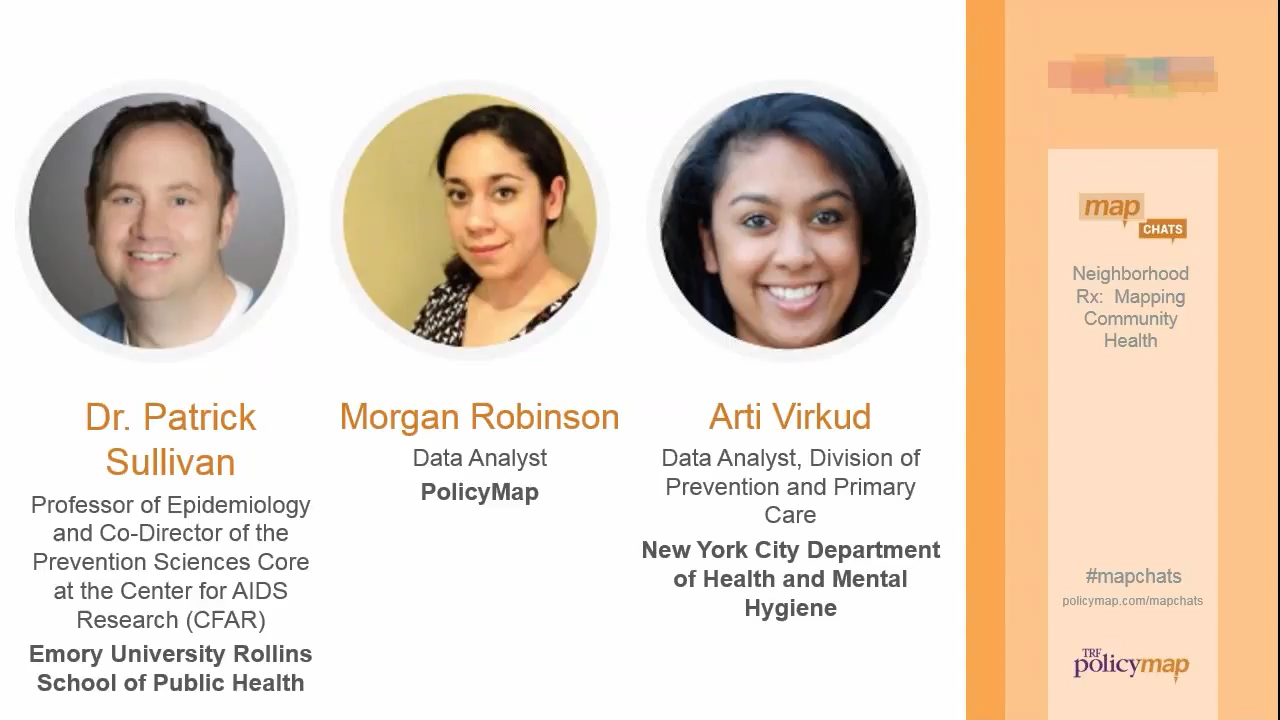 Dr. Patrick
Sullivan
Professor of Epidemiology
and Co-Director of the
Prevention Sciences Core
at the Center for AIDS
Research (CFAR)
Emory University Rollins
School of Public Health
Morgan Robinson
Data Analyst
PolicyMap
Arti Virkud
Data Analyst, Division of
Prevention and Primary
Care
New York City Department
of Health and Mental
Hygiene
map
CHATS
Neighborhood
Rx: Mapping
Community
Health
#mapchats
policymap.com/mapchats
TRF
policymap